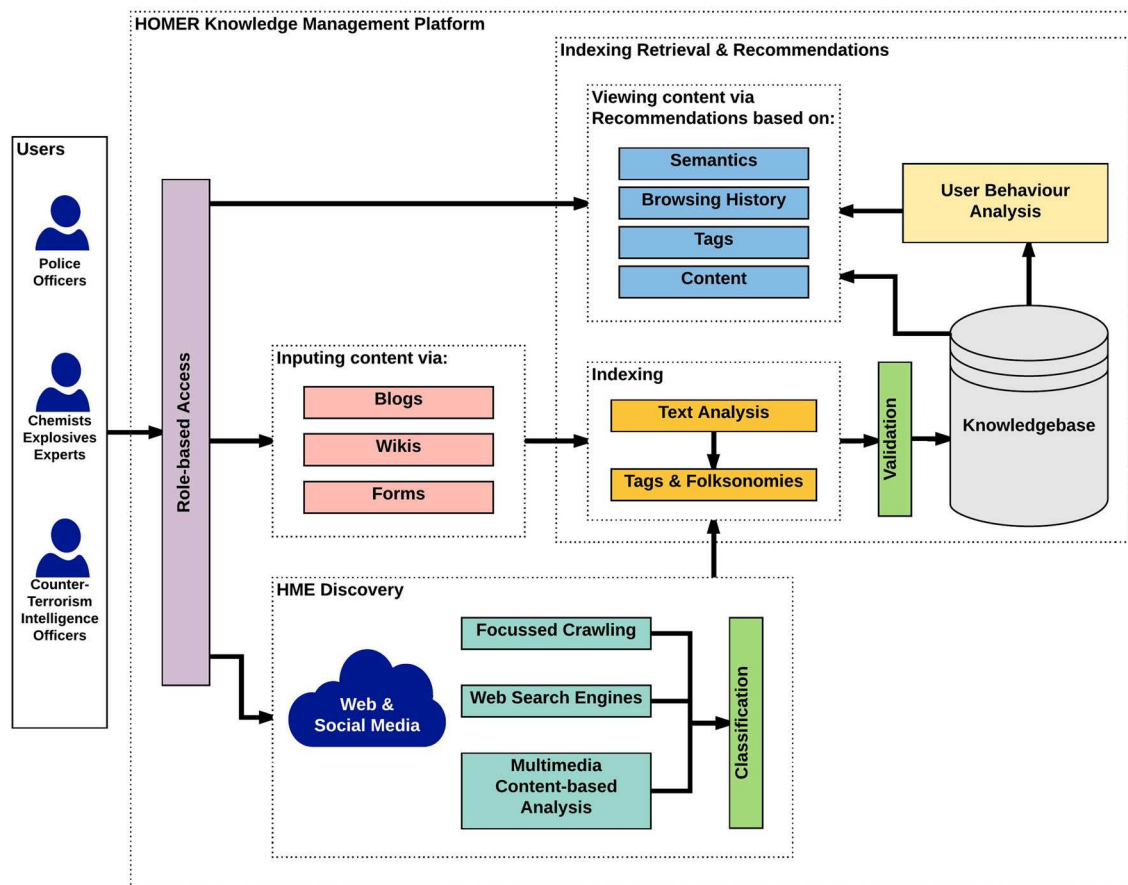 HOMER Knowledge Management Platform
Indexing Retrieval & Recommendations
Viewing content via
Recommendations based on:
Semantics
Browsing History
Tags
Content
User Behaviour
Analysis
Users
Police
Officers
Chemists
Explosives
Experts
Counter-
Terrorism
Intelligence
Officers
Role-based Access
Inputing content via:
Blogs
Wikis
Forms
Indexing
Text Analysis
Tags & Folksonomies
Validation
Knowledgebase
HME Discovery
Web &
Social Media
Focussed Crawling
Web Search Engines
Multimedia
Content-based
Analysis
Classification